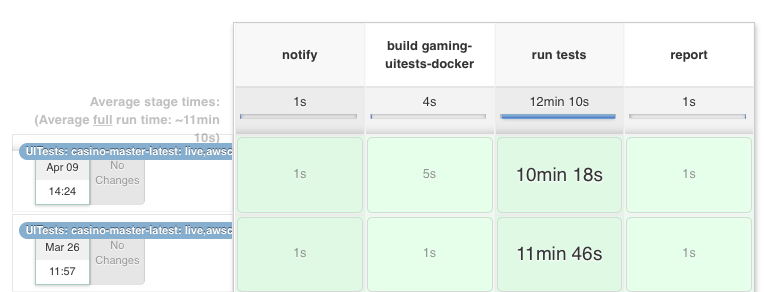 notify
build gaming-
uitests-docker
run tests
report
Average stage times:
(Average full run time: ~11min
10s)
1s
4s
12min 10s
1s
UITests: casino-master-latest: live,awsc
Apr 09
14:24
No
Changes
1s
5s
10min 18s
1s
UITests: casino-master-latest: live,awsc
Mar 26
11:57
No
Changes
1s
1s
11min 46s
1s